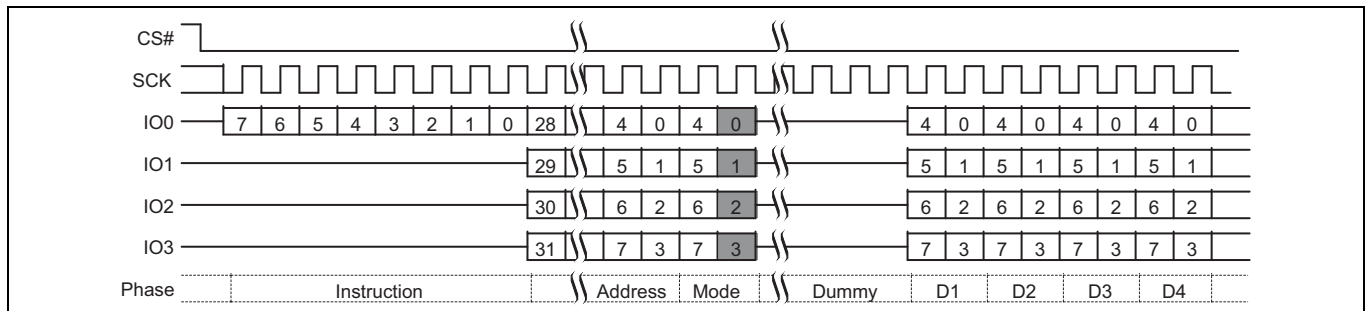 CS#
SCK
IO0 7 6 5 4 3 2 1 0 28 4 0 4 0 4 0 4 0 4 0 4 0
IO1 29 5 1 5 1 5 1 5 1 5 1 5 1
IO2 30 6 2 6 2 6 2 6 2 6 2 6 2
IO3 31 7 3 7 3 7 3 7 3 7 3 7 3
Phase Instruction Address Mode Dummy D1 D2 D3 D4